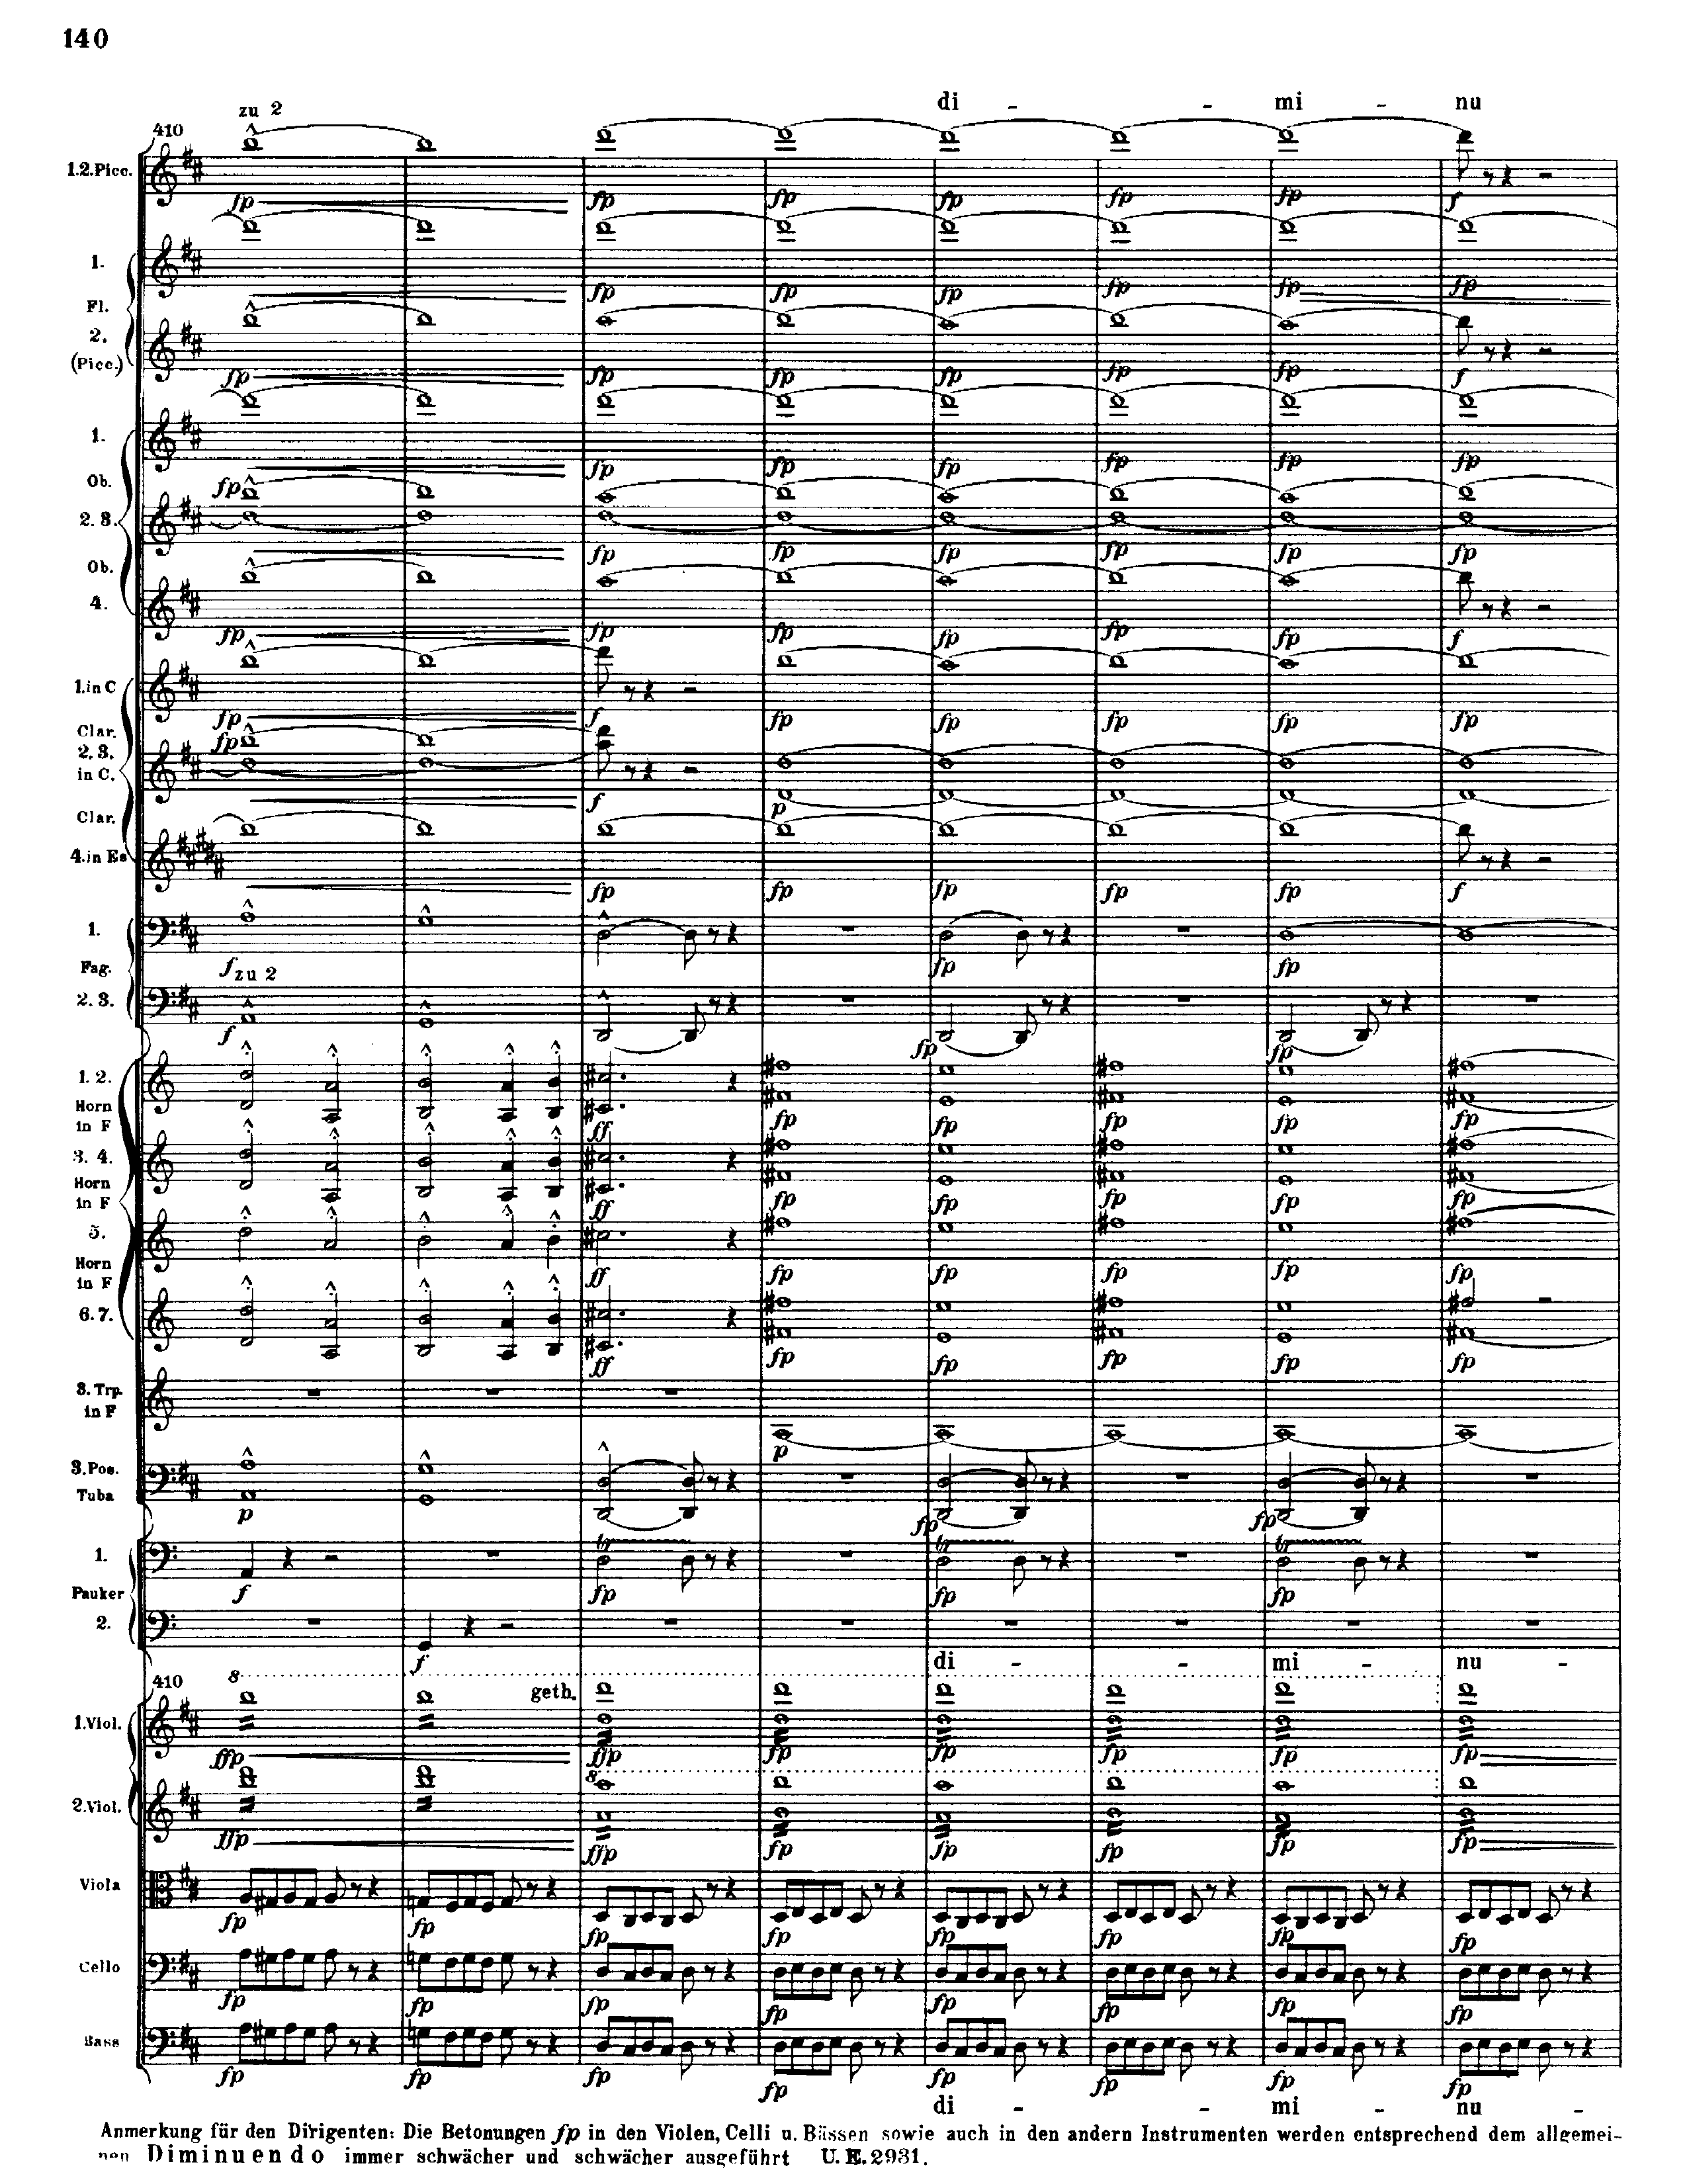 140
zu 2
di - - mi - nu
410
1.2.Picc.
fp fp fp fp fp fp f
1.
fp fp fp fp fp fp
Fl.
2.
(Picc.)
fp fp fp fp fp fp f
1.
fp fp fp fp fp fp
Ob.
fp
2. 3.
fp fp fp fp fp fp
Ob.
4.
fp fp fp fp fp fp f
1.in C
fp f fp fp fp fp fp
Clar.
fp
2. 3.
in C.
f p
Clar.
4.in Es
fp fp fp fp fp f
1.
f fp fp
Fag.
zu 2
2. 3.
f fp fp
1. 2.
Horn
in F
ff fp fp fp fp fp
3. 4.
Horn
in F
ff fp fp fp fp fp
5.
Horn
in F
ff fp fp fp fp fp
6. 7.
ff fp fp fp fp fp
3. Trp.
in F
p
3. Pos.
Tuba
p fp fp
tr tr tr
1.
f fp fp fp
Pauker
2.
f
di - - mi - nu -
410
8
geth.
1.Viol.
ffp ffp fp fp fp fp fp
8
2.Viol.
ffp ffp fp fp fp fp fp
Viola
fp fp fp fp fp fp fp fp
Cello
fp fp fp fp fp fp fp fp
Bass
fp fp fp fp fp fp fp fp
di - - mi - nu -
Anmerkung für den Dirigenten: Die Betonungen fp in den Violen, Celli u. Bässen sowie auch in den andern Instrumenten werden entsprechend dem allgemei-
nen Diminuendo immer schwächer und schwächer ausgeführt U. E. 2931.